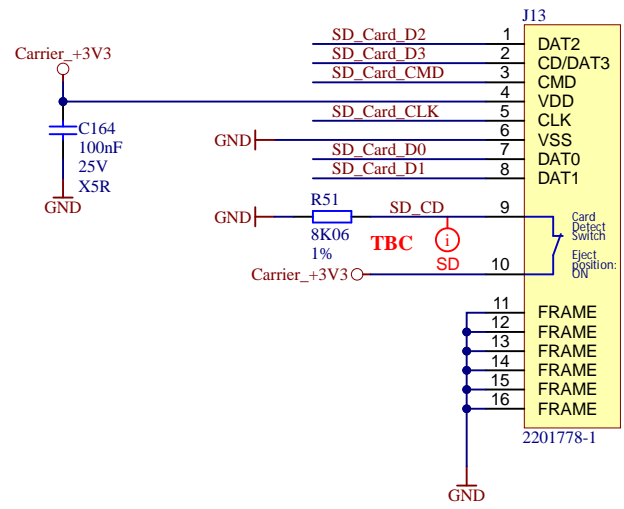 J13
SD_Card_D2 1 DAT2
SD_Card_D3 2 CD/DAT3
SD_Card_CMD 3 CMD
Carrier_+3V3 4 VDD
SD_Card_CLK 5 CLK
GND 6 VSS
SD_Card_D0 7 DAT0
SD_Card_D1 8 DAT1
C164
100nF
25V
X5R
GND
R51
GND SD_CD 9
8K06
1%
TBC
i
SD
Card
Detect
Switch
Eject
position:
ON
Carrier_+3V3 10
11 FRAME
12 FRAME
13 FRAME
14 FRAME
15 FRAME
16 FRAME
2201778-1
GND